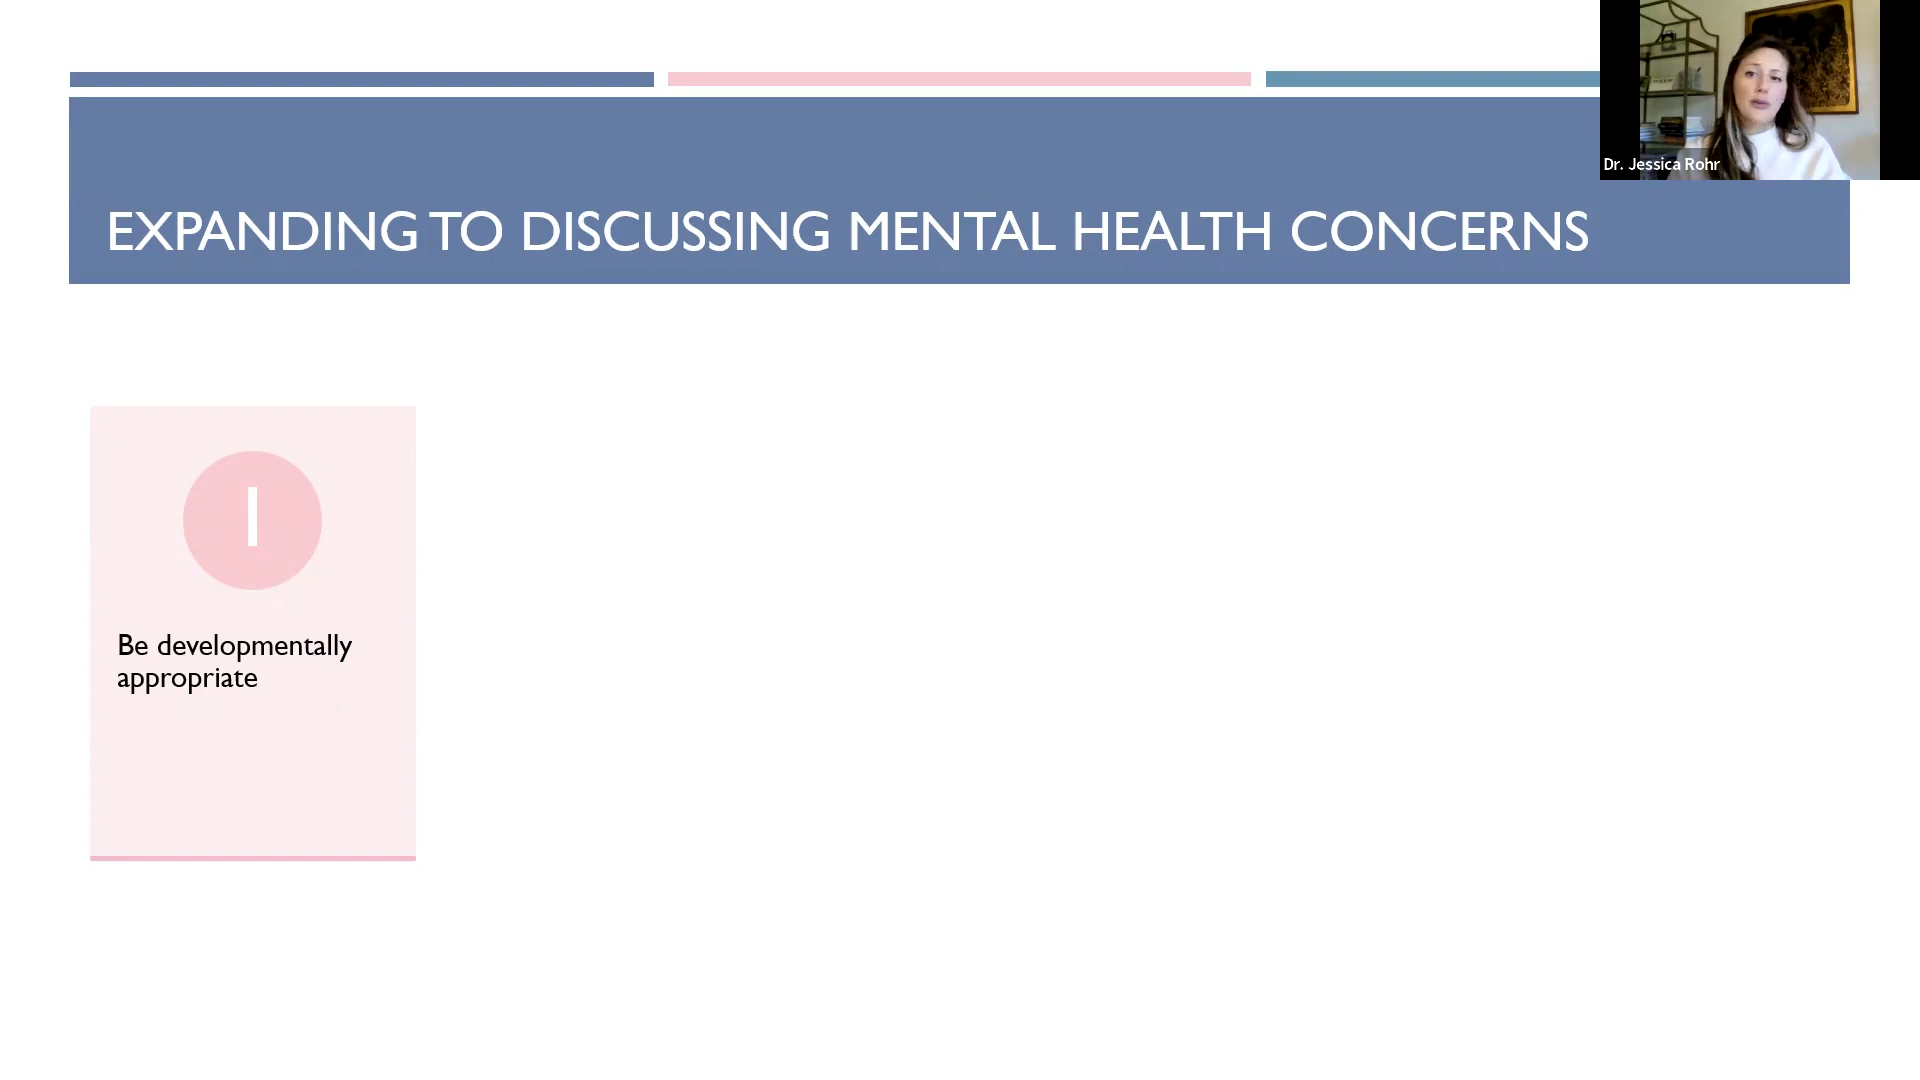 Dr. Jessica Rohr
EXPANDING TO DISCUSSING MENTAL HEALTH CONCERNS
1
Be developmentally
appropriate